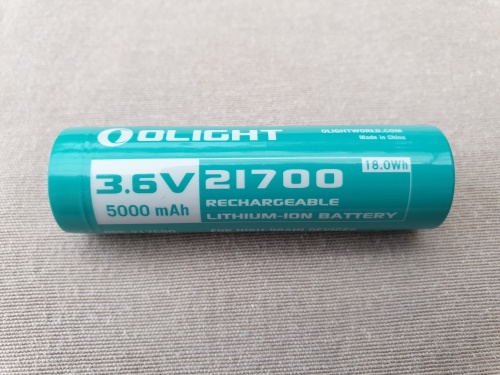 OLIGHT
OLIGHTWORLD.COM
Made in China
3.6V 21700 18.0Wh
5000 mAh RECHARGEABLE
LITHIUM-ION BATTERY
FOR HIGH DRAIN DEVICES